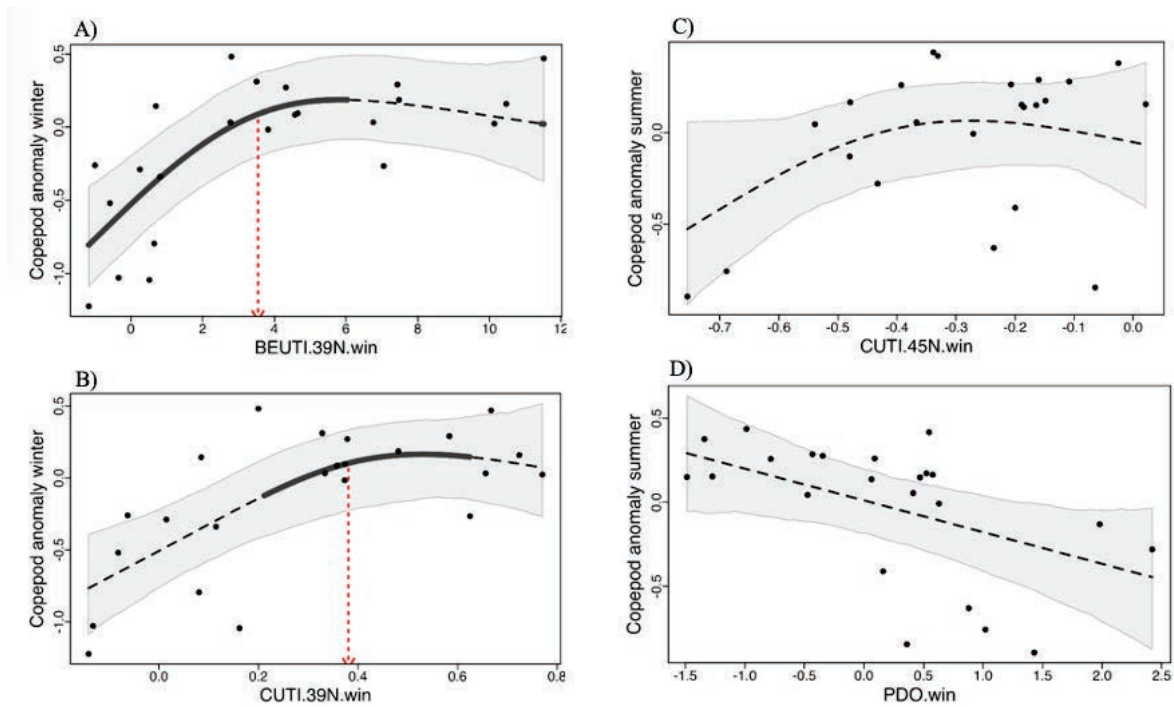 A)
Copepod anomaly winter
0.5
0.0
-0.5
-1.0
0 2 4 6 8 10 12
BEUTI.39N.win
B)
Copepod anomaly winter
0.5
0.0
-0.5
-1.0
0.0 0.2 0.4 0.6 0.8
CUTI.39N.win
C)
Copepod anomaly summer
0.0
-0.5
-0.7 -0.6 -0.5 -0.4 -0.3 -0.2 -0.1 0.0
CUTI.45N.win
D)
Copepod anomaly summer
0.5
0.0
-0.5
-1.5 -1.0 -0.5 0.0 0.5 1.0 1.5 2.0 2.5
PDO.win